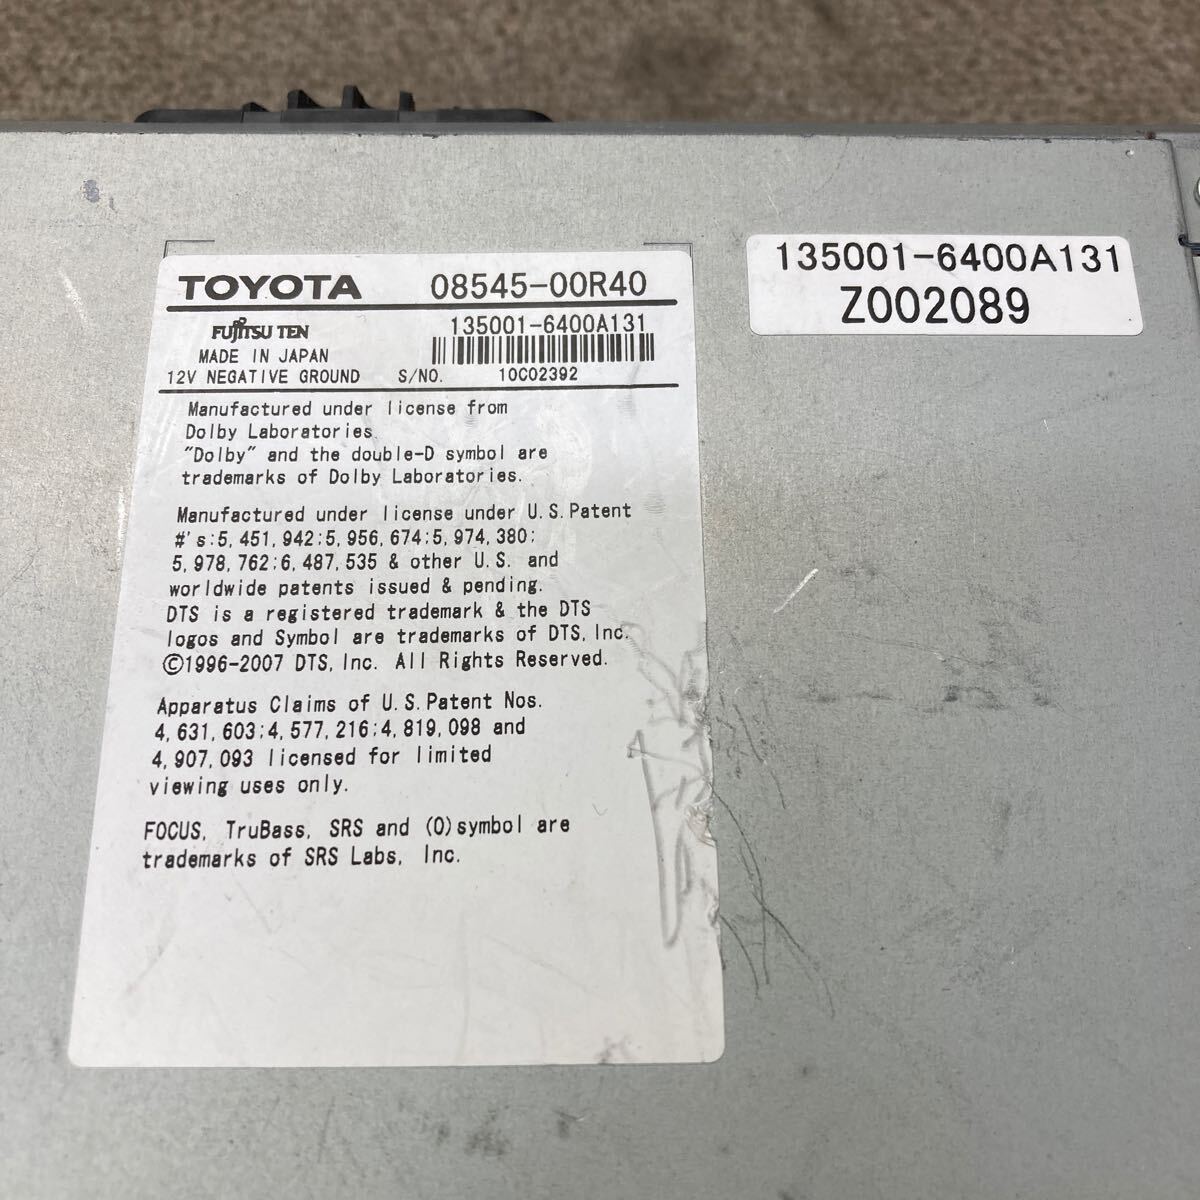 TOYOTA 08545-00R40
FUJITSU TEN 135001-6400A131
MADE IN JAPAN
12V NEGATIVE GROUND S/NO. 10C02392
Manufactured under license from
Dolby Laboratories.
"Dolby" and the double-D symbol are
trademarks of Dolby Laboratories.
Manufactured under license under U.S.Patent
#'s:5,451,942;5,956,674;5,974,380;
5,978,762;6,487,535 & other U.S. and
worldwide patents issued & pending.
DTS is a registered trademark & the DTS
logos and Symbol are trademarks of DTS,Inc.
©1996-2007 DTS,Inc. All Rights Reserved.
Apparatus Claims of U.S.Patent Nos.
4,631,603;4,577,216;4,819,098 and
4,907,093 licensed for limited
viewing uses only.
FOCUS, TruBass, SRS and (O)symbol are
trademarks of SRS Labs, Inc.
135001-6400A131
Z002089